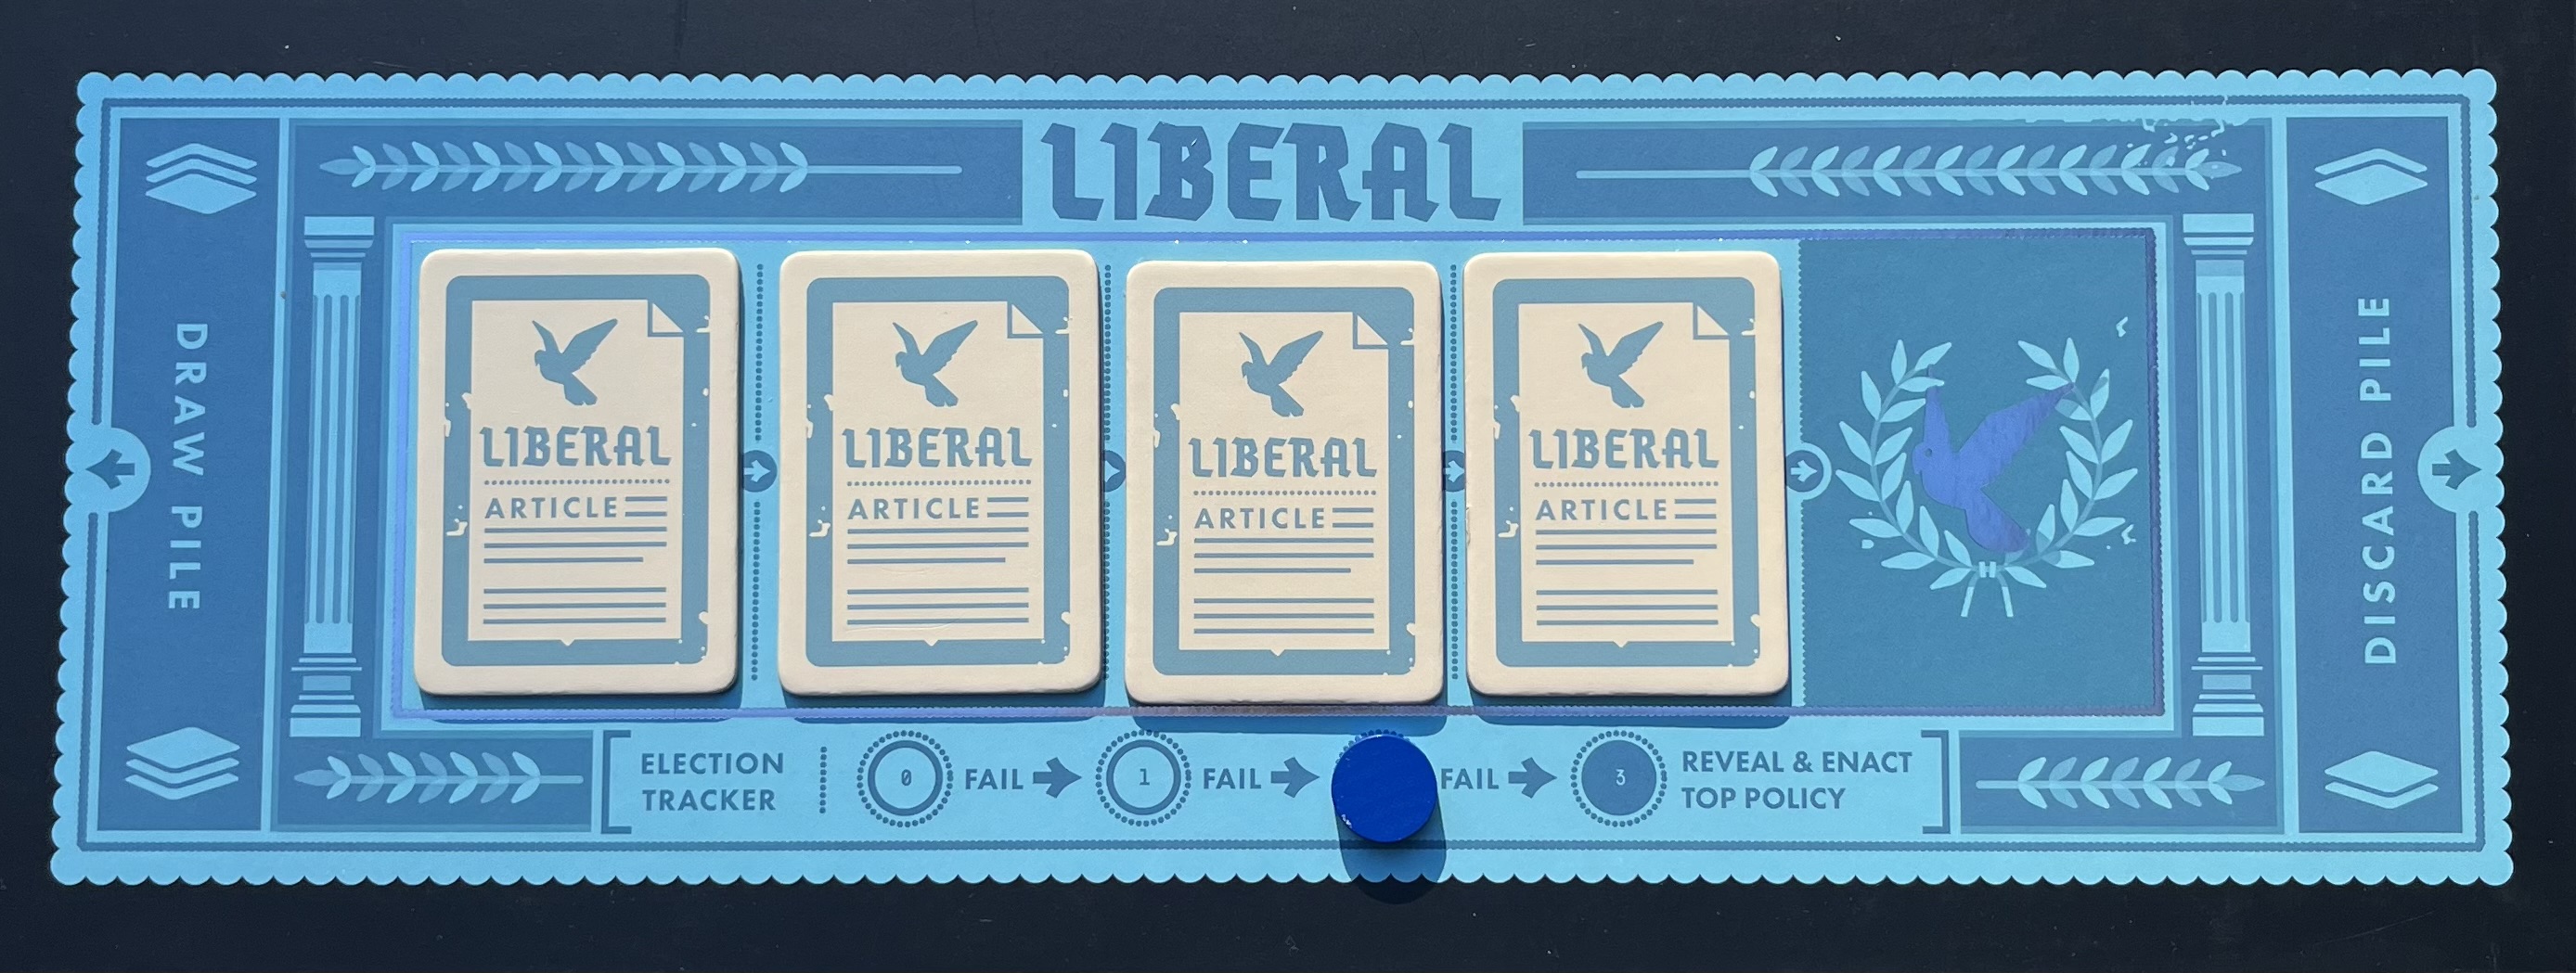 LIBERAL
DRAW PILE
LIBERAL
ARTICLE
LIBERAL
ARTICLE
LIBERAL
ARTICLE
LIBERAL
ARTICLE
DISCARD PILE
ELECTION
TRACKER
0 FAIL 1 FAIL FAIL 3
REVEAL & ENACT
TOP POLICY